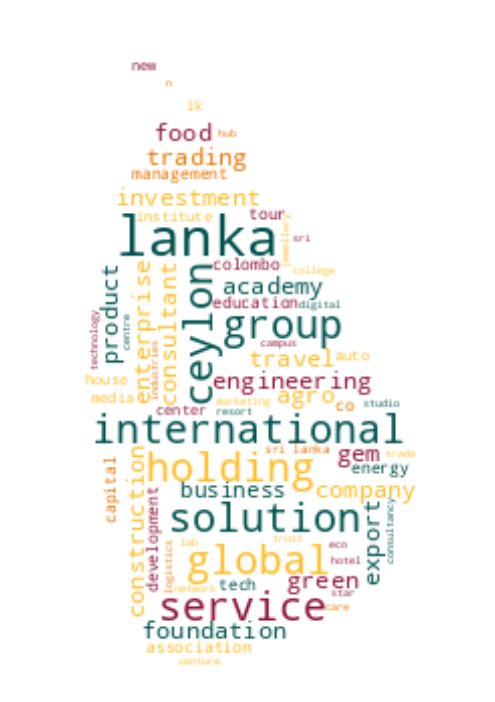 new
n
lk
food hub
trading
management
investment
institute tour
lanka sri
jewellery
colombo college
product
enterprise
consultant
ceylon
academy
education digital
technology
centre
industries
group
campus
travel auto
house engineering
media marketing agro co studio
center resort
international
sri lanka gem trade
holding energy
capital
construction
business company
development
solution
export
consultancy
lab trust eco
logistics
global hotel
network tech green star
service care
foundation
association
venture